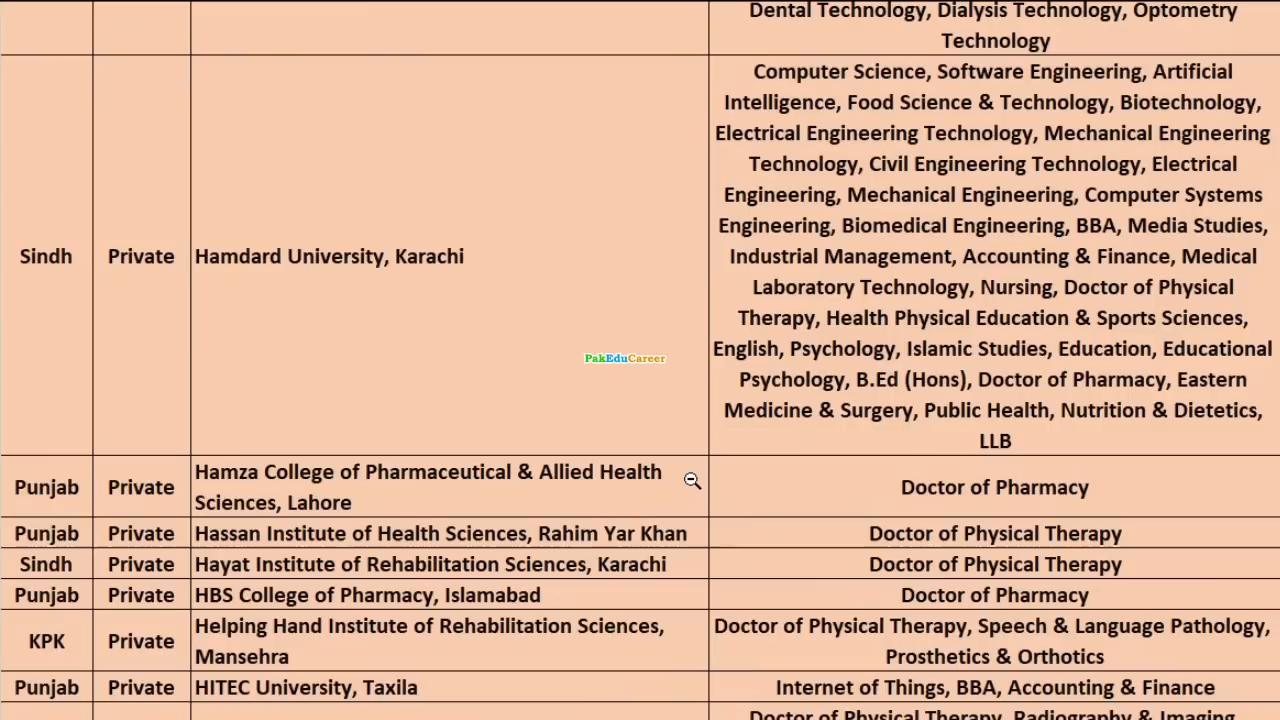 Dental Technology, Dialysis Technology, Optometry
Technology
Sindh
Private
Hamdard University, Karachi
Computer Science, Software Engineering, Artificial
Intelligence, Food Science & Technology, Biotechnology,
Electrical Engineering Technology, Mechanical Engineering
Technology, Civil Engineering Technology, Electrical
Engineering, Mechanical Engineering, Computer Systems
Engineering, Biomedical Engineering, BBA, Media Studies,
Industrial Management, Accounting & Finance, Medical
Laboratory Technology, Nursing, Doctor of Physical
Therapy, Health Physical Education & Sports Sciences,
English, Psychology, Islamic Studies, Education, Educational
Psychology, B.Ed (Hons), Doctor of Pharmacy, Eastern
Medicine & Surgery, Public Health, Nutrition & Dietetics,
LLB
PakEduCareer
Punjab
Private
Hamza College of Pharmaceutical & Allied Health
Sciences, Lahore
Doctor of Pharmacy
Punjab
Private
Hassan Institute of Health Sciences, Rahim Yar Khan
Doctor of Physical Therapy
Sindh
Private
Hayat Institute of Rehabilitation Sciences, Karachi
Doctor of Physical Therapy
Punjab
Private
HBS College of Pharmacy, Islamabad
Doctor of Pharmacy
KPK
Private
Helping Hand Institute of Rehabilitation Sciences,
Mansehra
Doctor of Physical Therapy, Speech & Language Pathology,
Prosthetics & Orthotics
Punjab
Private
HITEC University, Taxila
Internet of Things, BBA, Accounting & Finance
Doctor of Physical Therapy, Radiography & Imaging